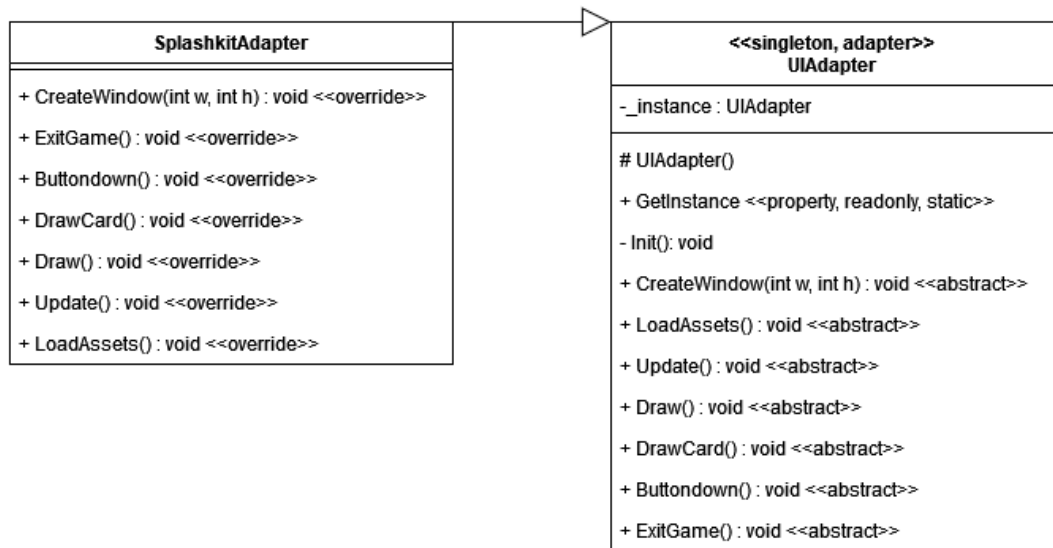 SplashkitAdapter
+ CreateWindow(int w, int h) : void <<override>>
+ ExitGame() : void <<override>>
+ Buttondown() : void <<override>>
+ DrawCard() : void <<override>>
+ Draw() : void <<override>>
+ Update() : void <<override>>
+ LoadAssets() : void <<override>>
<<singleton, adapter>>
UIAdapter
-_instance : UIAdapter
# UIAdapter()
+ GetInstance <<property, readonly, static>>
- Init(): void
+ CreateWindow(int w, int h) : void <<abstract>>
+ LoadAssets() : void <<abstract>>
+ Update() : void <<abstract>>
+ Draw() : void <<abstract>>
+ DrawCard() : void <<abstract>>
+ Buttondown() : void <<abstract>>
+ ExitGame() : void <<abstract>>